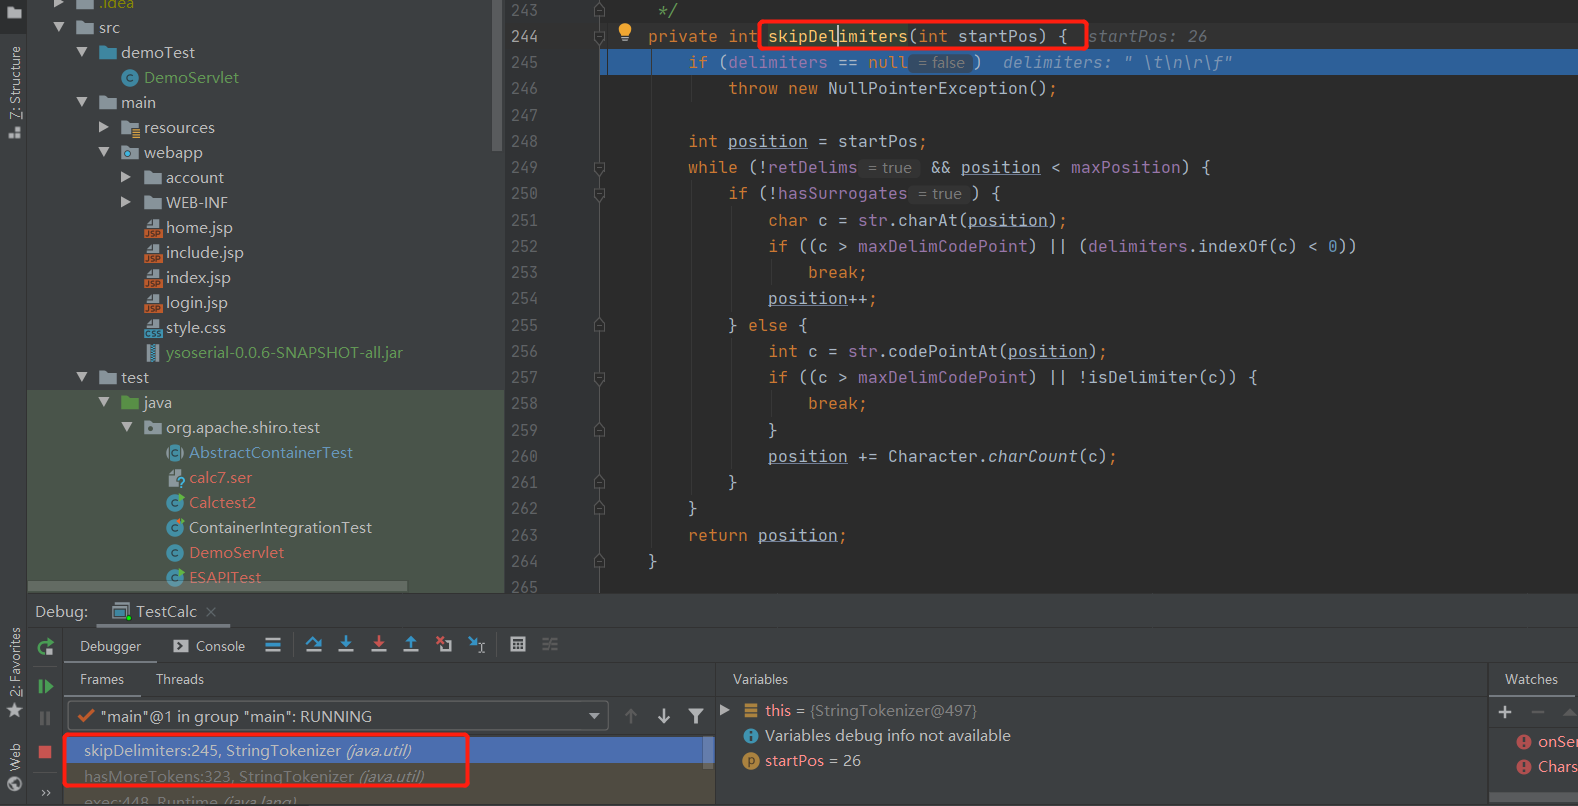 .idea
src
demoTest
DemoServlet
main
resources
webapp
account
WEB-INF
home.jsp
include.jsp
index.jsp
login.jsp
style.css
ysoserial-0.0.6-SNAPSHOT-all.jar
test
java
org.apache.shiro.test
AbstractContainerTest
calc7.ser
Calctest2
ContainerIntegrationTest
DemoServlet
ESAPITest
7: Structure
2: Favorites
Web
243 */
244 private int skipDelimiters(int startPos) { startPos: 26
245 if (delimiters == null = false ) delimiters: " \t\n\r\f"
246 throw new NullPointerException();
247
248 int position = startPos;
249 while (!retDelims = true && position < maxPosition) {
250 if (!hasSurrogates = true ) {
251 char c = str.charAt(position);
252 if ((c > maxDelimCodePoint) || (delimiters.indexOf(c) < 0))
253 break;
254 position++;
255 } else {
256 int c = str.codePointAt(position);
257 if ((c > maxDelimCodePoint) || !isDelimiter(c)) {
258 break;
259 }
260 position += Character.charCount(c);
261 }
262 }
263 return position;
264 }
265
Debug: TestCalc
Debugger Console
Frames Threads
"main"@1 in group "main": RUNNING
skipDelimiters:245, StringTokenizer (java.util)
hasMoreTokens:323, StringTokenizer (java.util)
exec:448, Runtime (java.lang)
Variables
this = {StringTokenizer@497}
Variables debug info not available
startPos = 26
Watches
onSer
Chars